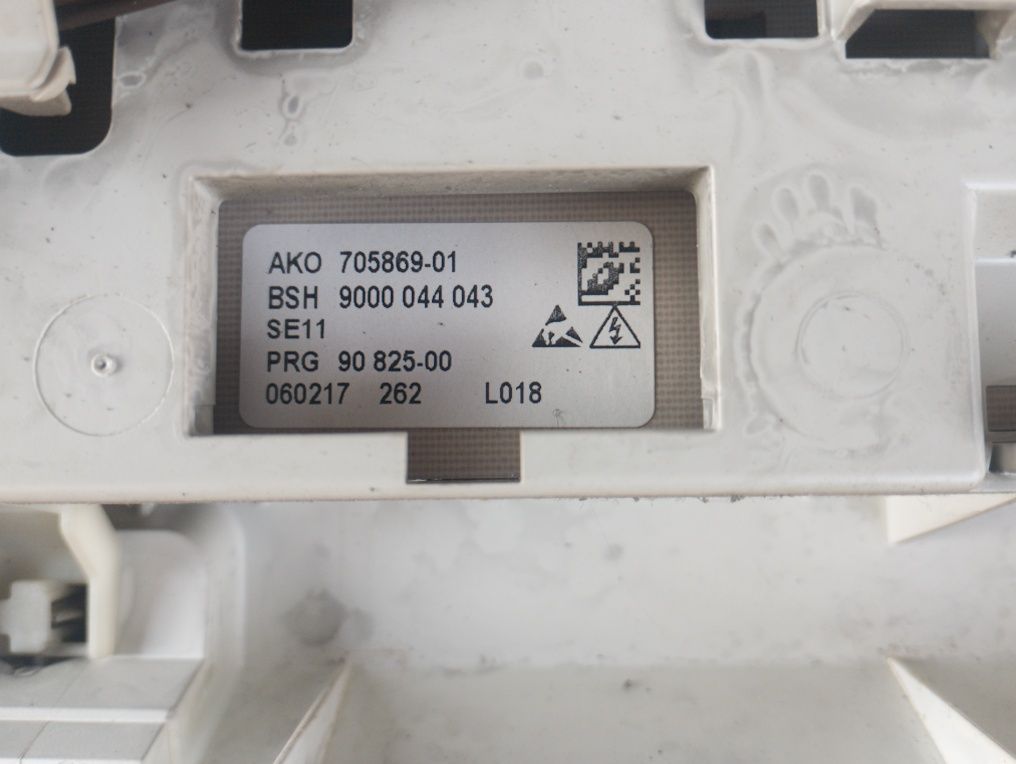 AKO 705869-01
BSH 9000 044 043
SE11
PRG 90 825-00
060217 262 L018